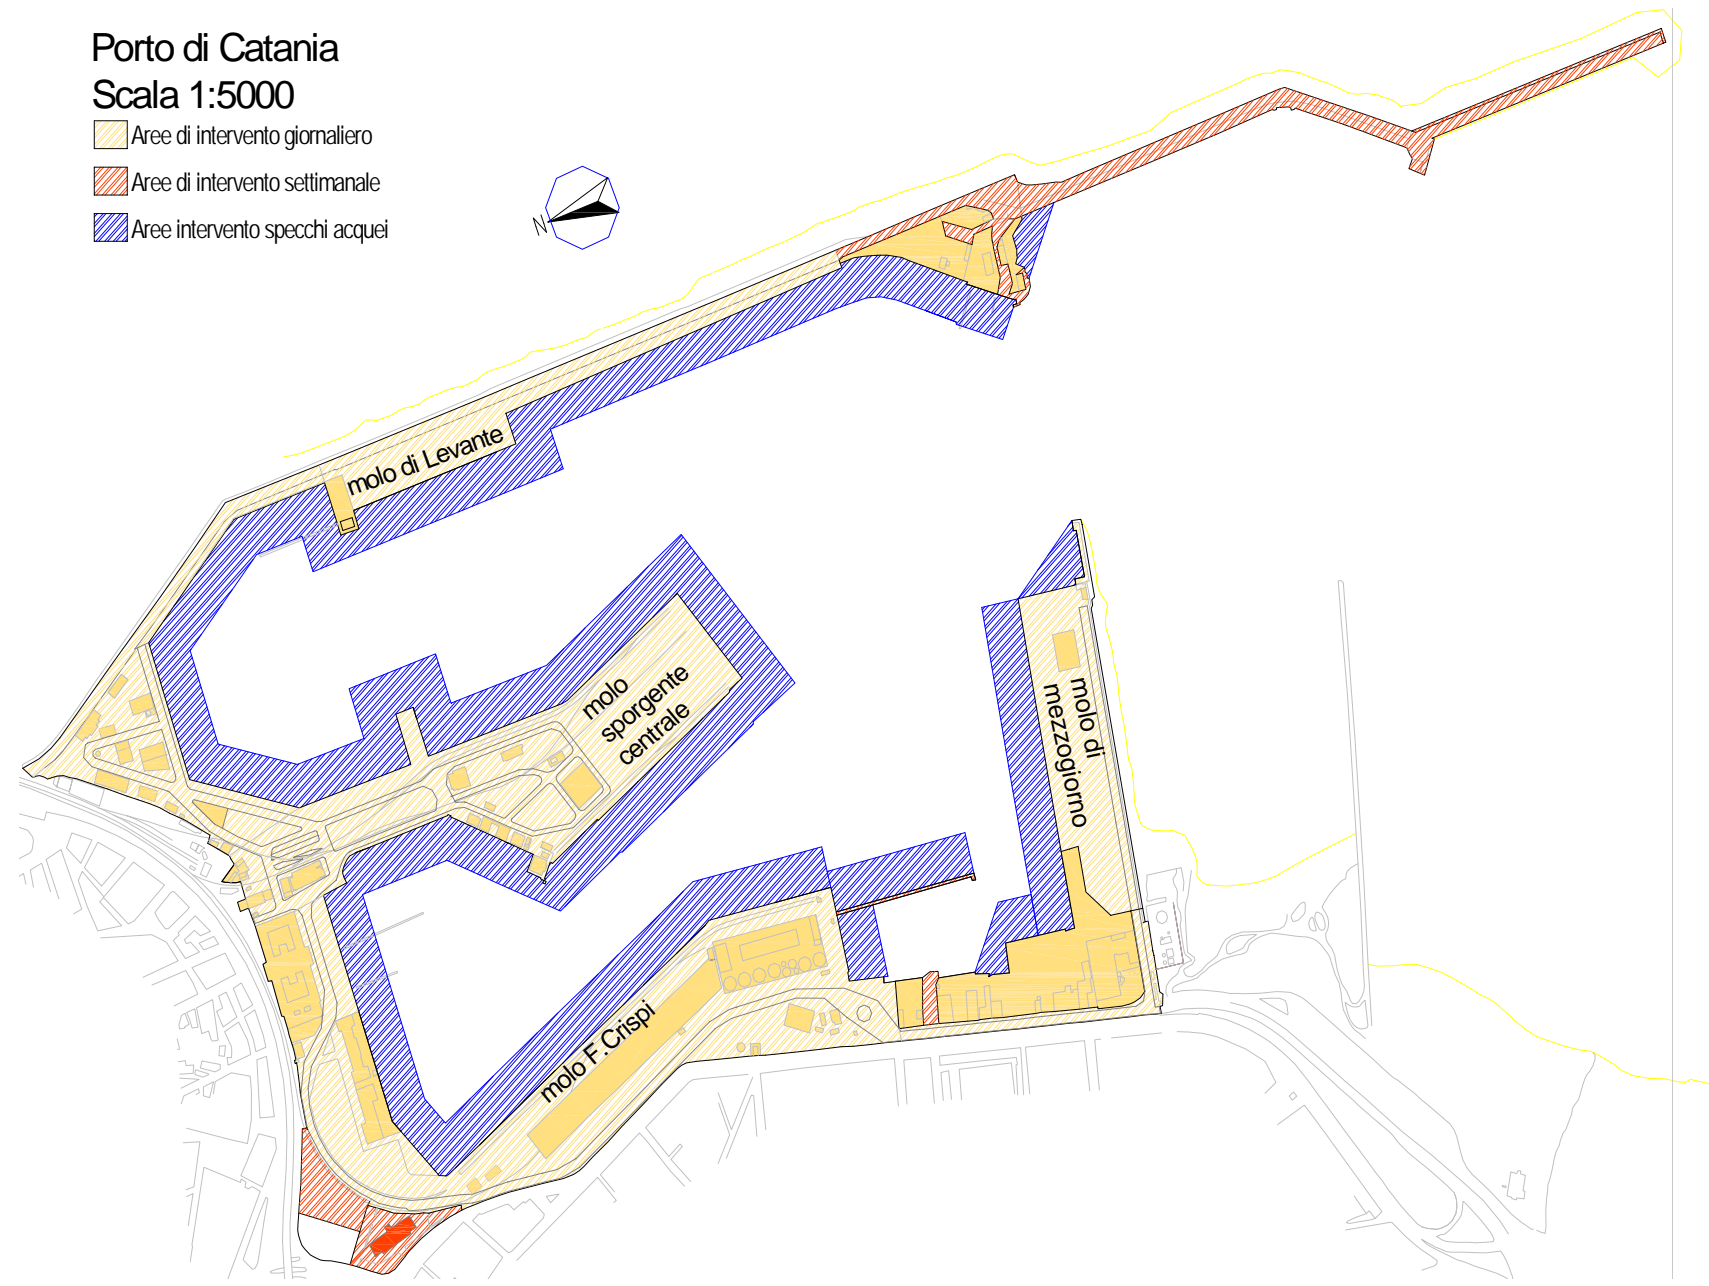 Porto di Catania
Scala 1:5000
Aree di intervento giornaliero
Aree di intervento settimanale
Aree intervento specchi acquei
N
molo di Levante
molo
sporgente
centrale
molo di
mezzogiorno
molo F.Crispi